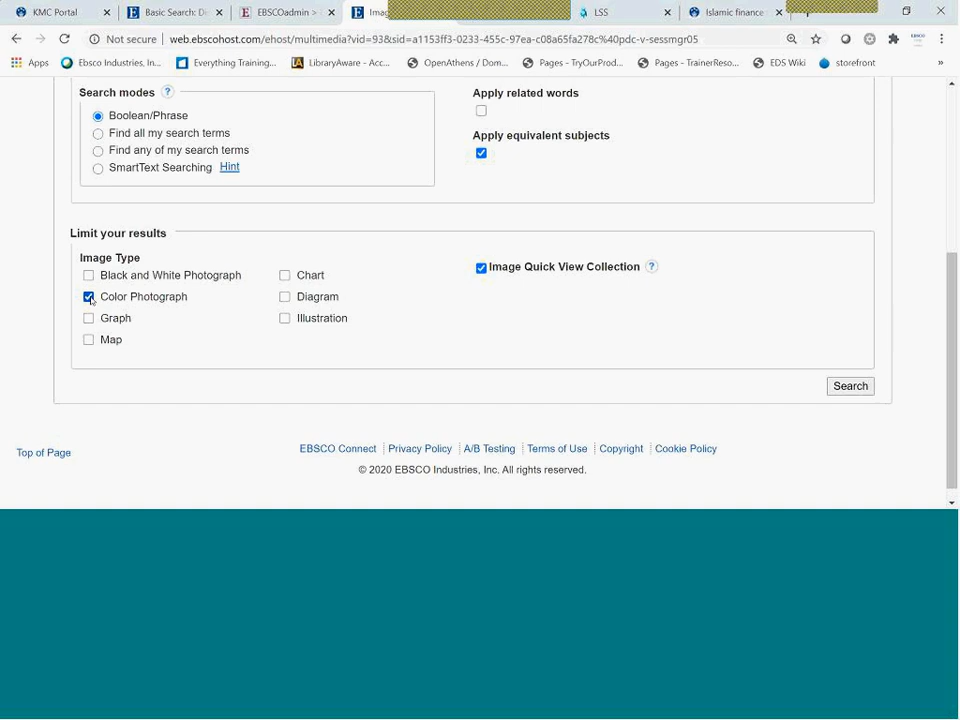 KMC Portal Basic Search: Di EBSCOadmin > Imag LSS Islamic finance
Not secure web.ebscohost.com/ehost/multimedia?vid=93&sid=a1153ff3-0233-455c-97ea-c08a65fa278c%40pdc-v-sessmgr05
Apps Ebsco Industries, In... Everything Training... LibraryAware - Acc... OpenAthens / Dom... Pages - TryOurProd... Pages - TrainerReso... EDS Wiki storefront »
Search modes ? Apply related words
Boolean/Phrase
Find all my search terms Apply equivalent subjects
Find any of my search terms
SmartText Searching Hint
Limit your results
Image Type
Image Quick View Collection ?
Black and White Photograph Chart
Color Photograph Diagram
Graph Illustration
Map
Search
Top of Page EBSCO Connect Privacy Policy A/B Testing Terms of Use Copyright Cookie Policy
© 2020 EBSCO Industries, Inc. All rights reserved.